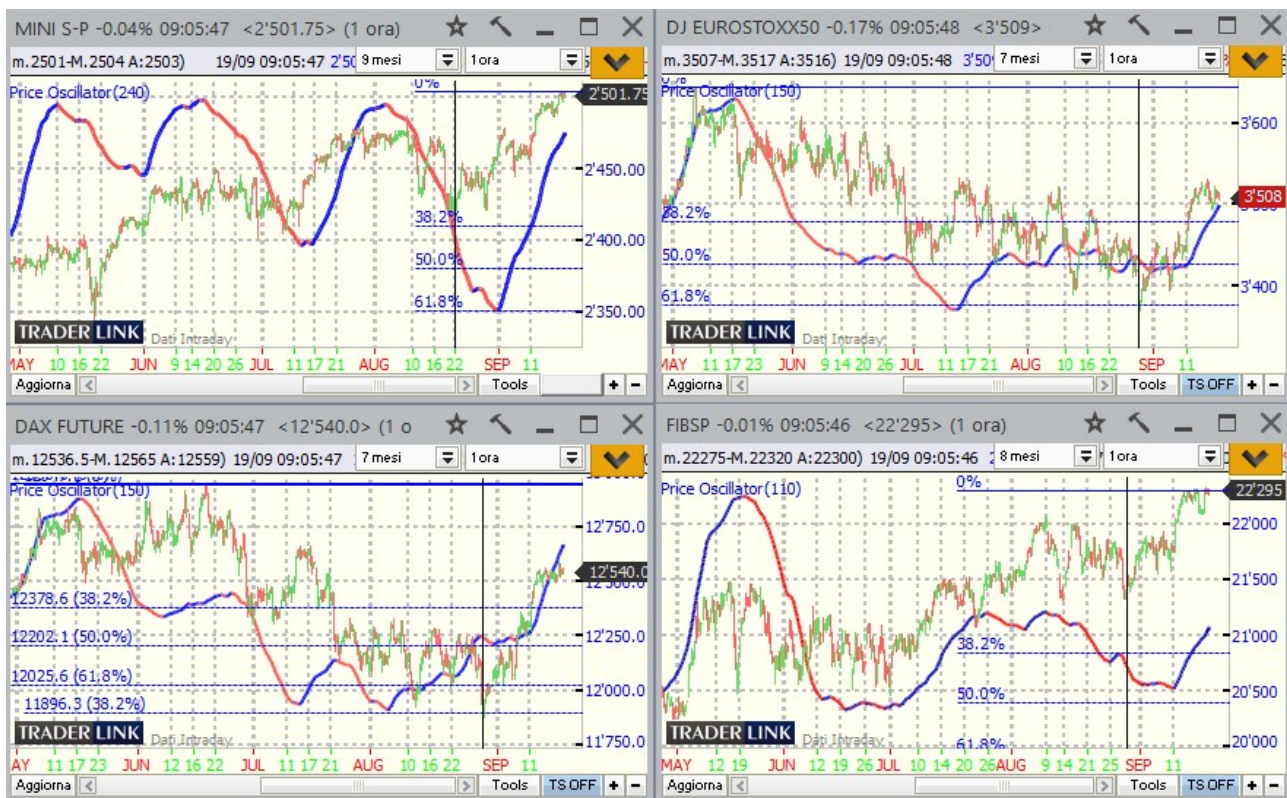 MINI S-P -0.04% 09:05:47 <2'501.75> (1 ora)
m.2501-M.2504 A:2503) 19/09 09:05:47
9 mesi
1ora
Price Oscillator(240)
0%
2'501.75
2'450.00
38.2%
2'400.00
50.0%
61.8%
2'350.00
TRADER LINK
Dati Intraday
10 16 22 JUN 9 14 20 26 JUL 11 17 21 AUG 10 16 22 SEP 11
Aggiorna
Tools
+ -
DJ EUROSTOXX50 -0.17% 09:05:48 <3'509>
m.3507-M.3517 A:3516) 19/09 09:05:48
7 mesi
1ora
Price Oscillator(150)
3'600
3'508
38.2%
50.0%
3'400
61.8%
TRADER LINK
Dati Intraday
MAY 11 17 23 JUN 9 15 21 27 JUL 11 17 21 AUG 10 16 22 SEP 11
Aggiorna
Tools
TS OFF
+ -
DAX FUTURE -0.11% 09:05:47 <12'540.0> (1 o
m.12536.5-M.12565 A:12559) 19/09 09:05:47
7 mesi
1ora
Price Oscillator(150)
12'750.0
12'540.0
12378.6 (38,2%)
12'250.0
12202.1 (50.0%)
12025.6 (61.8%)
12'000.0
11896.3 (38.2%)
11'750.0
TRADER LINK
Dati Intraday
11 17 23 JUN 12 16 22 JUL 11 17 21 AUG 10 16 22 SEP 11
Aggiorna
Tools
TS OFF
+ -
FIBSP -0.01% 09:05:46 <22'295> (1 ora)
m.22275-M.22320 A:22300) 19/09 09:05:46
8 mesi
1ora
Price Oscillator(110)
0%
22'295
22'000
21'500
21'000
38.2%
20'500
50.0%
61.8%
20'000
TRADER LINK
Dati Intraday
MAY 12 19 JUN 12 19 26 JUL 14 20 26 AUG 9 14 21 25 SEP 11
Aggiorna
Tools
TS OFF
+ -